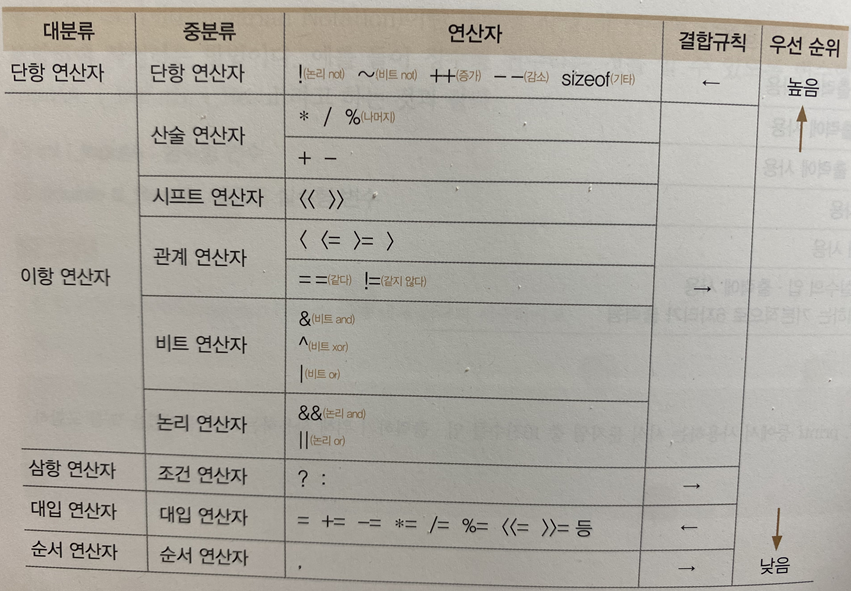 대분류 중분류 연산자 결합규칙 우선 순위
단항 연산자 단항 연산자 !(논리 not) ~(비트 not) ++(증가) --(감소) sizeof(기타) ← 높음
이항 연산자 산술 연산자 * / %(나머지) →
+ -
시프트 연산자 << >>
관계 연산자 < <= >= >
==(같다) !=(같지 않다)
비트 연산자 &(비트 and)
^(비트 xor)
|(비트 or)
논리 연산자 &&(논리 and)
||(논리 or)
삼항 연산자 조건 연산자 ? : →
대입 연산자 대입 연산자 = += -= *= /= %= <<= >>= 등 ←
순서 연산자 순서 연산자 , → 낮음